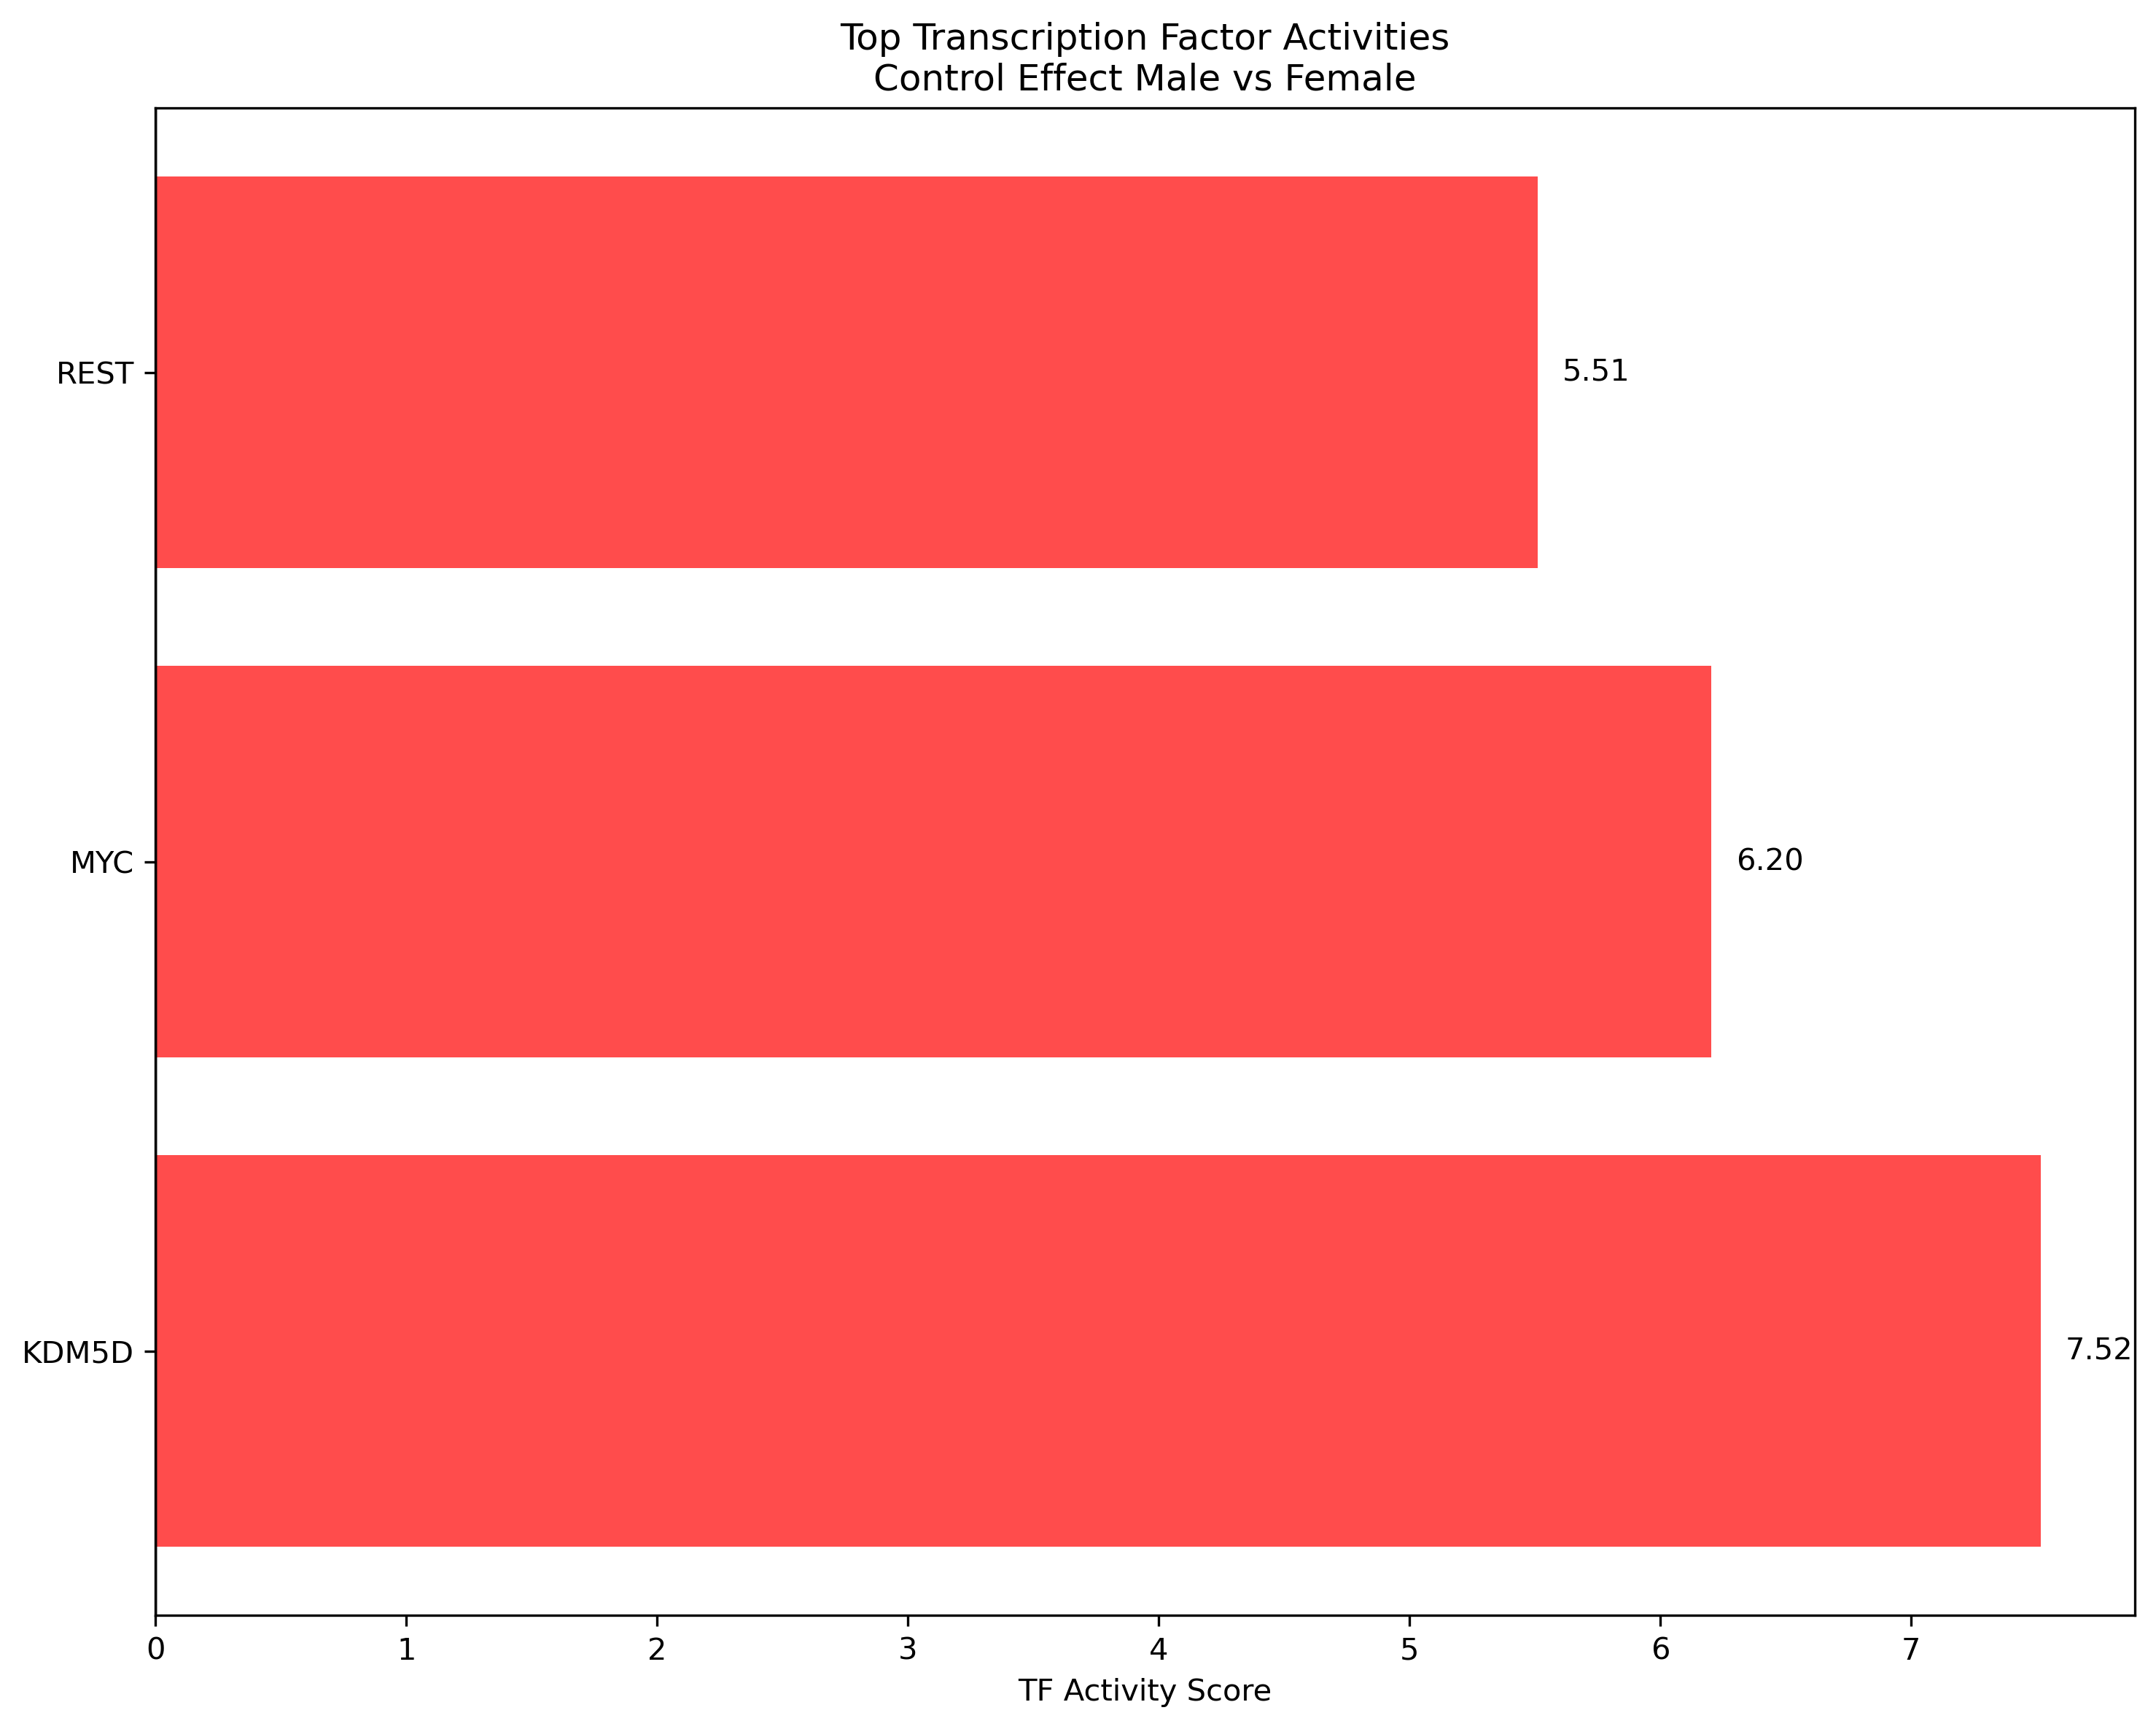 Top Transcription Factor Activities
Control Effect Male vs Female
REST
5.51
MYC
6.20
KDM5D
7.52
0 1 2 3 4 5 6 7
TF Activity Score